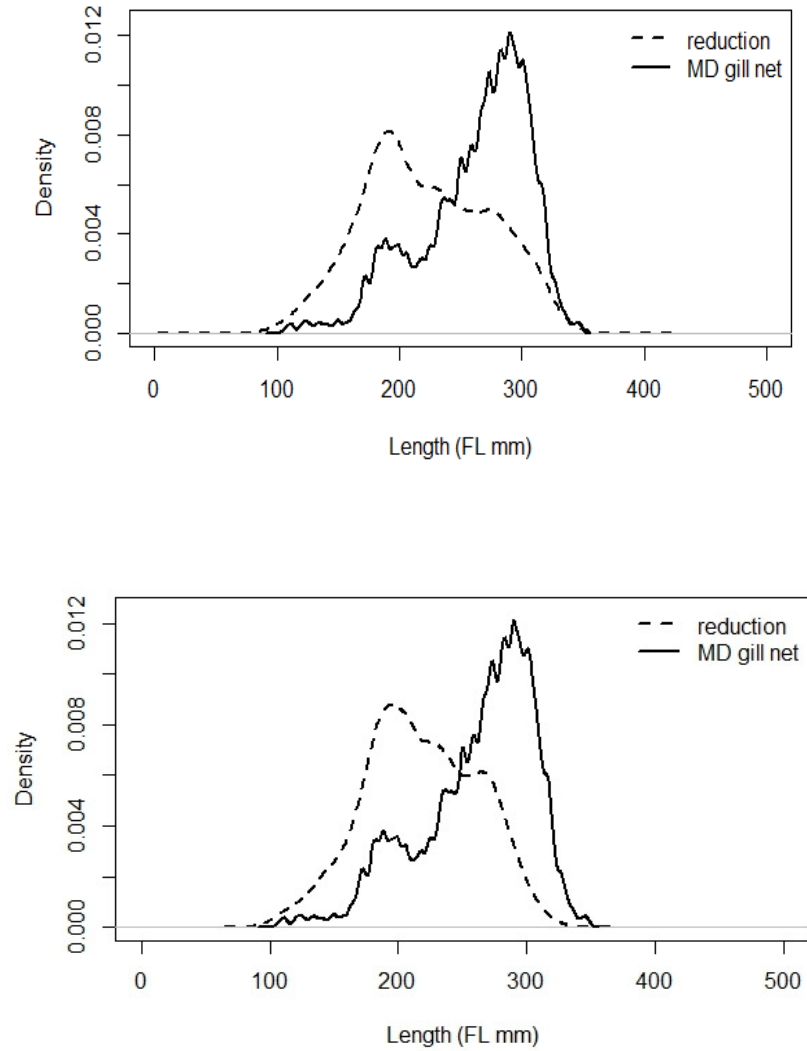 reduction
MD gill net
Density
0.012
0.008
0.004
0.000
0 100 200 300 400 500
Length (FL mm)
reduction
MD gill net
Density
0.012
0.008
0.004
0.000
0 100 200 300 400 500
Length (FL mm)